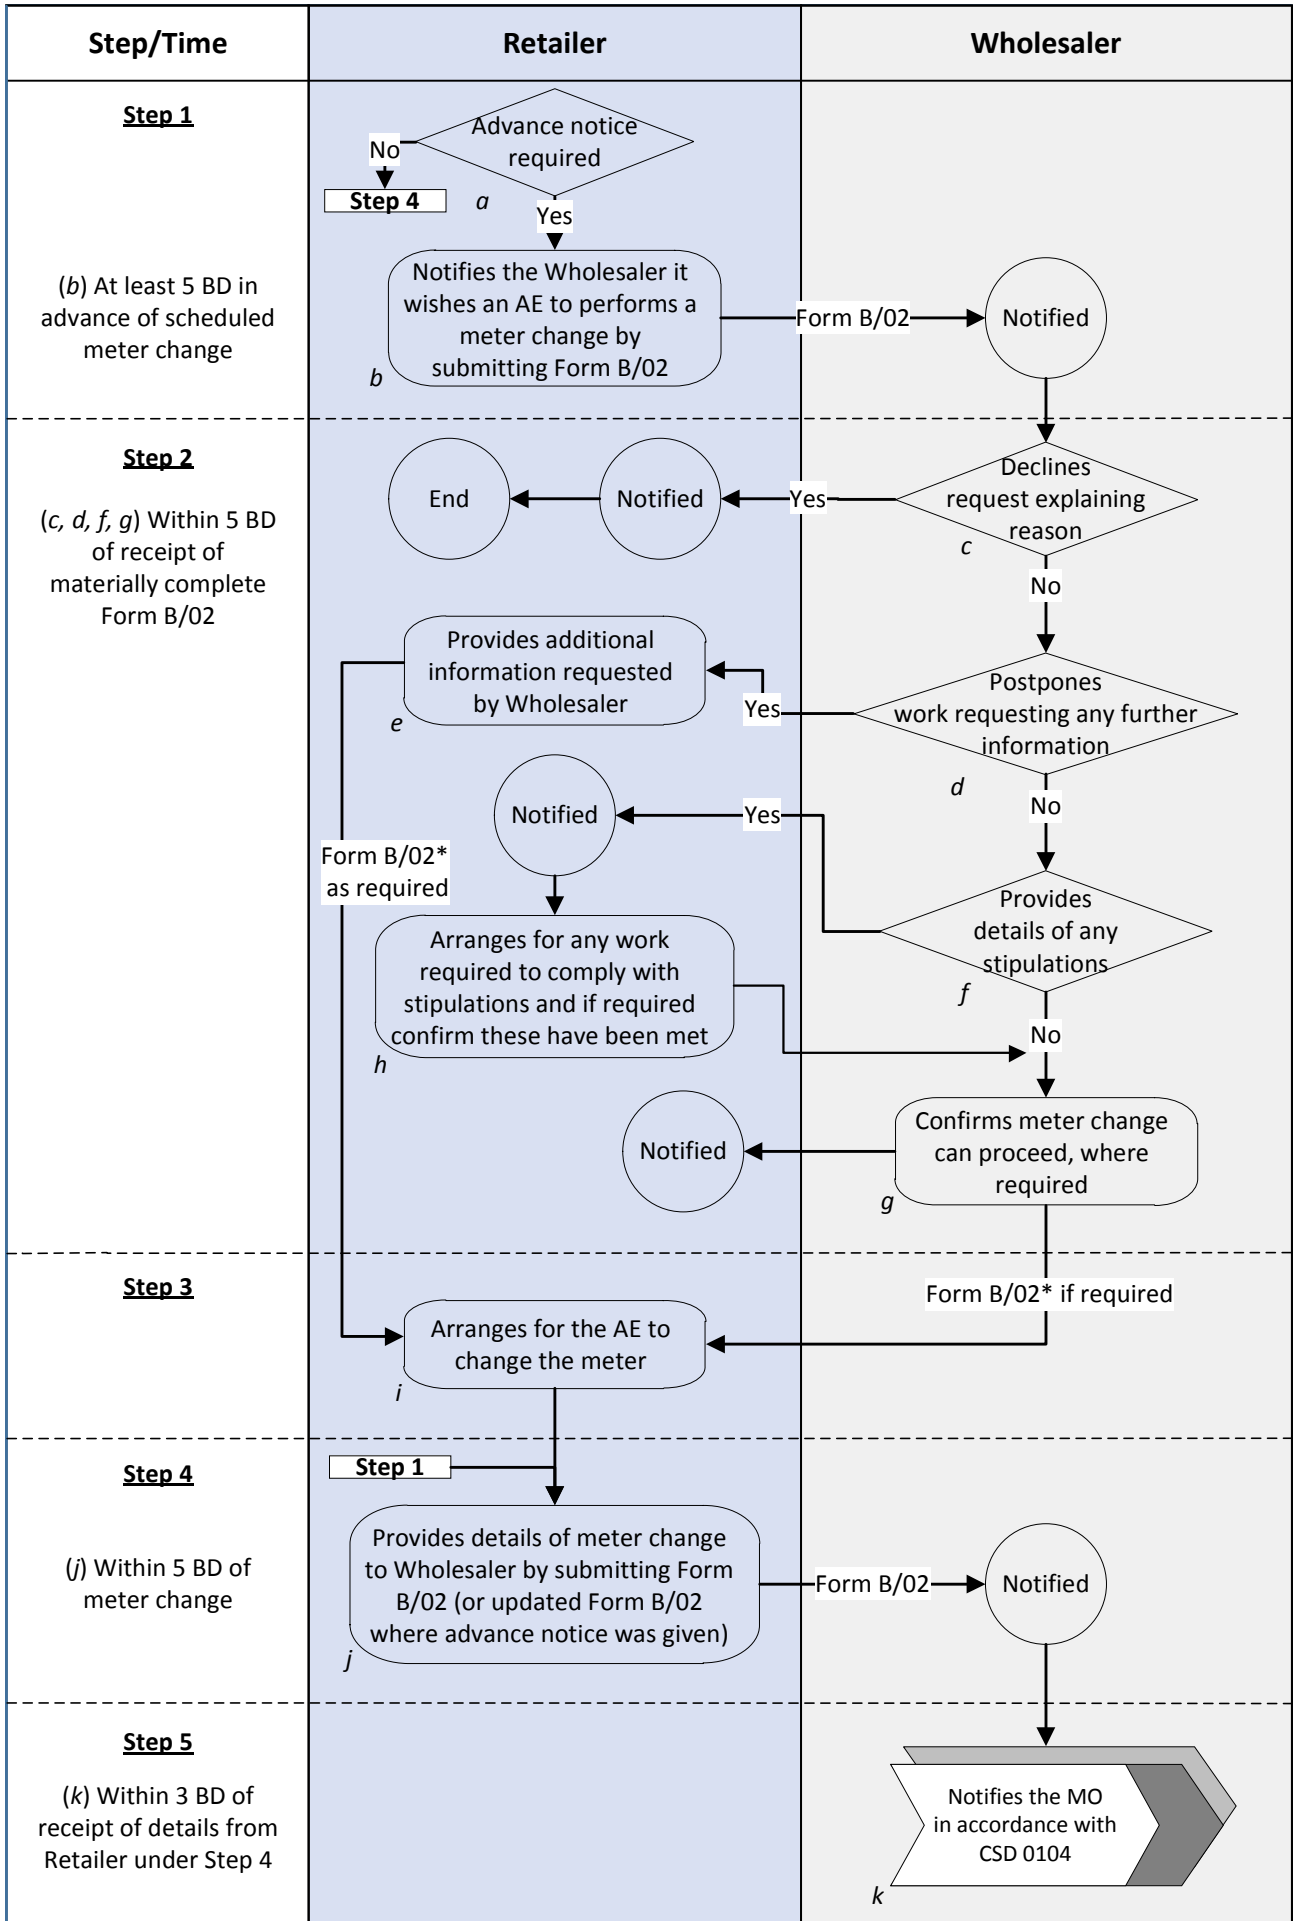 Step/Time
Retailer
Wholesaler
Step 1
Advance notice
required
No
Step 4
a
Yes
(b) At least 5 BD in
advance of scheduled
meter change
Notifies the Wholesaler it
wishes an AE to performs a
meter change by
submitting Form B/02
b
Form B/02
Notified
Step 2
(c, d, f, g) Within 5 BD
of receipt of
materially complete
Form B/02
End
Notified
Yes
Declines
request explaining
reason
c
No
Provides additional
information requested
by Wholesaler
e
Yes
Postpones
work requesting any further
information
d
No
Notified
Yes
Form B/02*
as required
Provides
details of any
stipulations
f
Arranges for any work
required to comply with
stipulations and if required
confirm these have been met
h
No
Notified
Confirms meter change
can proceed, where
required
g
Step 3
Form B/02* if required
Arranges for the AE to
change the meter
i
Step 4
Step 1
(j) Within 5 BD of
meter change
Provides details of meter change
to Wholesaler by submitting Form
B/02 (or updated Form B/02
where advance notice was given)
j
Form B/02
Notified
Step 5
(k) Within 3 BD of
receipt of details from
Retailer under Step 4
Notifies the MO
in accordance with
CSD 0104
k